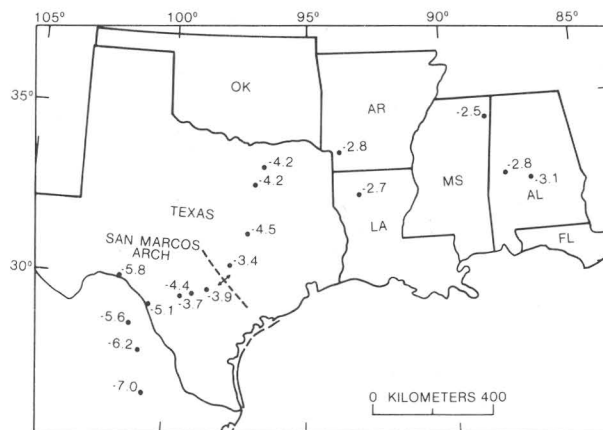 105° 100° 95° 90° 85°
35°
OK
AR
-2.5
-2.8
-4.2
-4.2
-2.8
-3.1
-2.7
MS
AL
TEXAS
LA
-4.5
FL
SAN MARCOS
ARCH
-3.4
30°
-5.8
-4.4
-3.9
-3.7
-5.1
-5.6
-6.2
-7.0
0 KILOMETERS 400